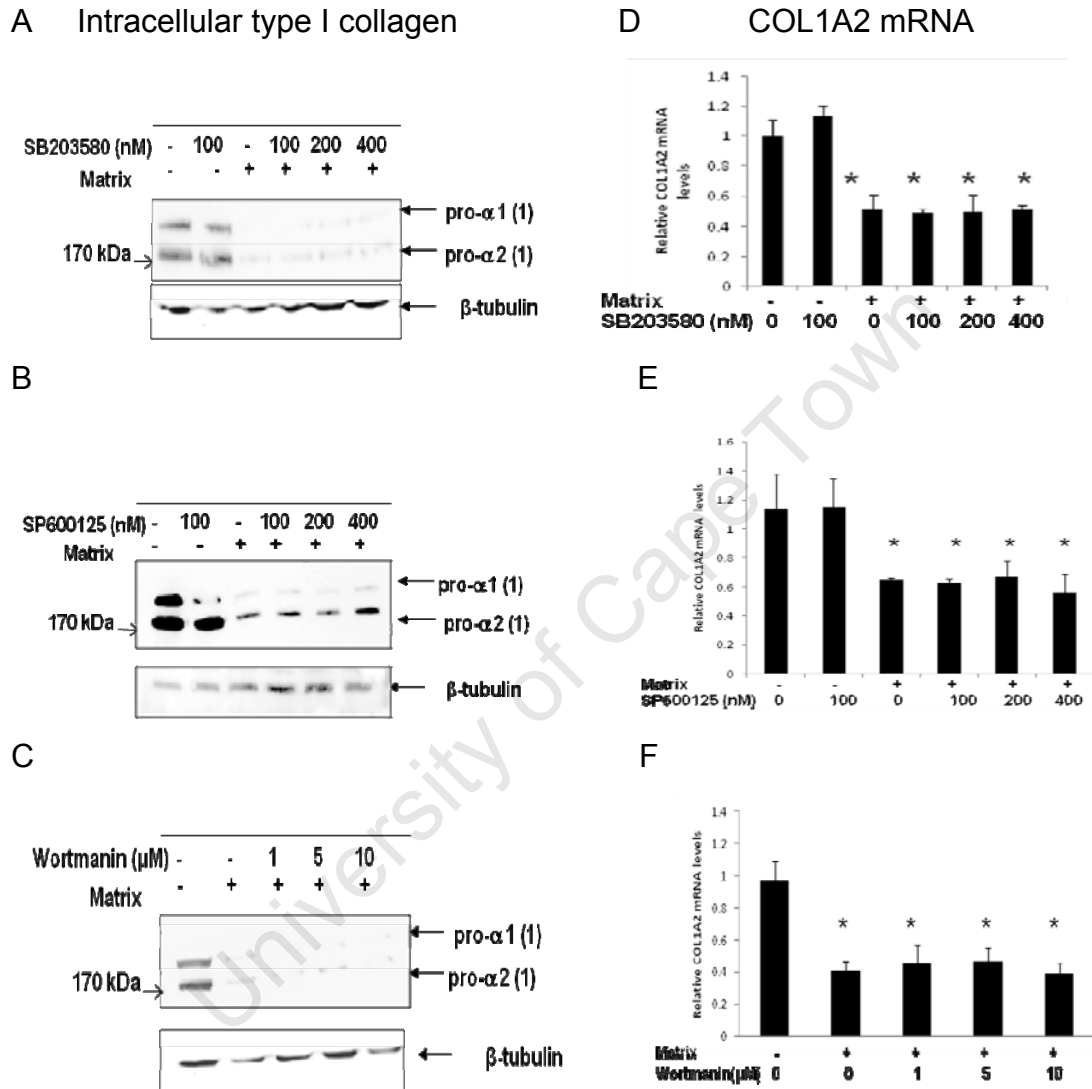 A Intracellular type I collagen
SB203580 (nM) - 100 - 100 200 400
Matrix - - + + + +
pro-α1 (1)
170 kDa
pro-α2 (1)
β-tubulin
B
SP600125 (nM) - 100 - 100 200 400
Matrix - - + + + +
pro-α1 (1)
170 kDa
pro-α2 (1)
β-tubulin
C
Wortmanin (µM) - - 1 5 10
Matrix - + + + +
pro-α1 (1)
170 kDa
pro-α2 (1)
β-tubulin
D COL1A2 mRNA
Relative COL1A2 mRNA
levels
1.4
1.2
1
0.8
0.6
0.4
0.2
0
* * * *
Matrix - - + + + +
SB203580 (nM) 0 100 0 100 200 400
E
Relative COL1A2 mRNA levels
1.6
1.4
1.2
1
0.8
0.6
0.4
0.2
0
* * * *
Matrix - - + + + +
SP600125 (nM) 0 100 0 100 200 400
F
Relative COL1A2 mRNA levels
1.4
1.2
1
0.8
0.6
0.4
0.2
0
* * * *
Matrix - + + + +
Wortmanin(µM) 0 0 1 5 10
University of Cape Town